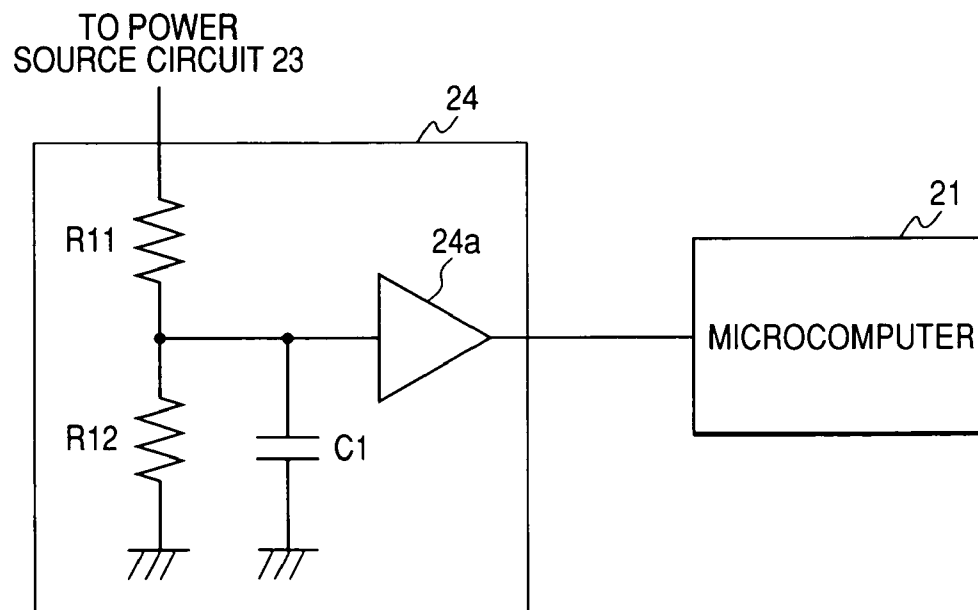 TO POWER
SOURCE CIRCUIT 23
24
21
R11
24a
MICROCOMPUTER
R12
C1